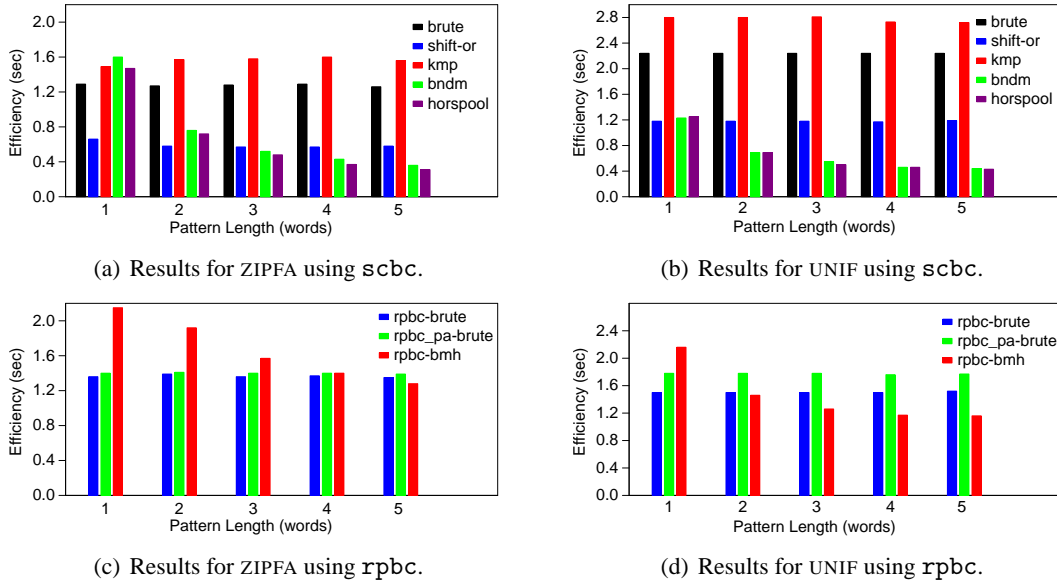 2.0
1.6
1.2
0.8
0.4
0.0
Efficiency (sec)
brute
shift-or
kmp
bndm
horspool
1 2 3 4 5
Pattern Length (words)
(a) Results for ZIPFA using scbc.
2.8
2.4
2.0
1.6
1.2
0.8
0.4
0.0
Efficiency (sec)
brute
shift-or
kmp
bndm
horspool
1 2 3 4 5
Pattern Length (words)
(b) Results for UNIF using scbc.
2.0
1.6
1.2
0.8
0.4
0.0
Efficiency (sec)
rpbc-brute
rpbc_pa-brute
rpbc-bmh
1 2 3 4 5
Pattern Length (words)
(c) Results for ZIPFA using rpbc.
2.4
2.0
1.6
1.2
0.8
0.4
0.0
Efficiency (sec)
rpbc-brute
rpbc_pa-brute
rpbc-bmh
1 2 3 4 5
Pattern Length (words)
(d) Results for UNIF using rpbc.